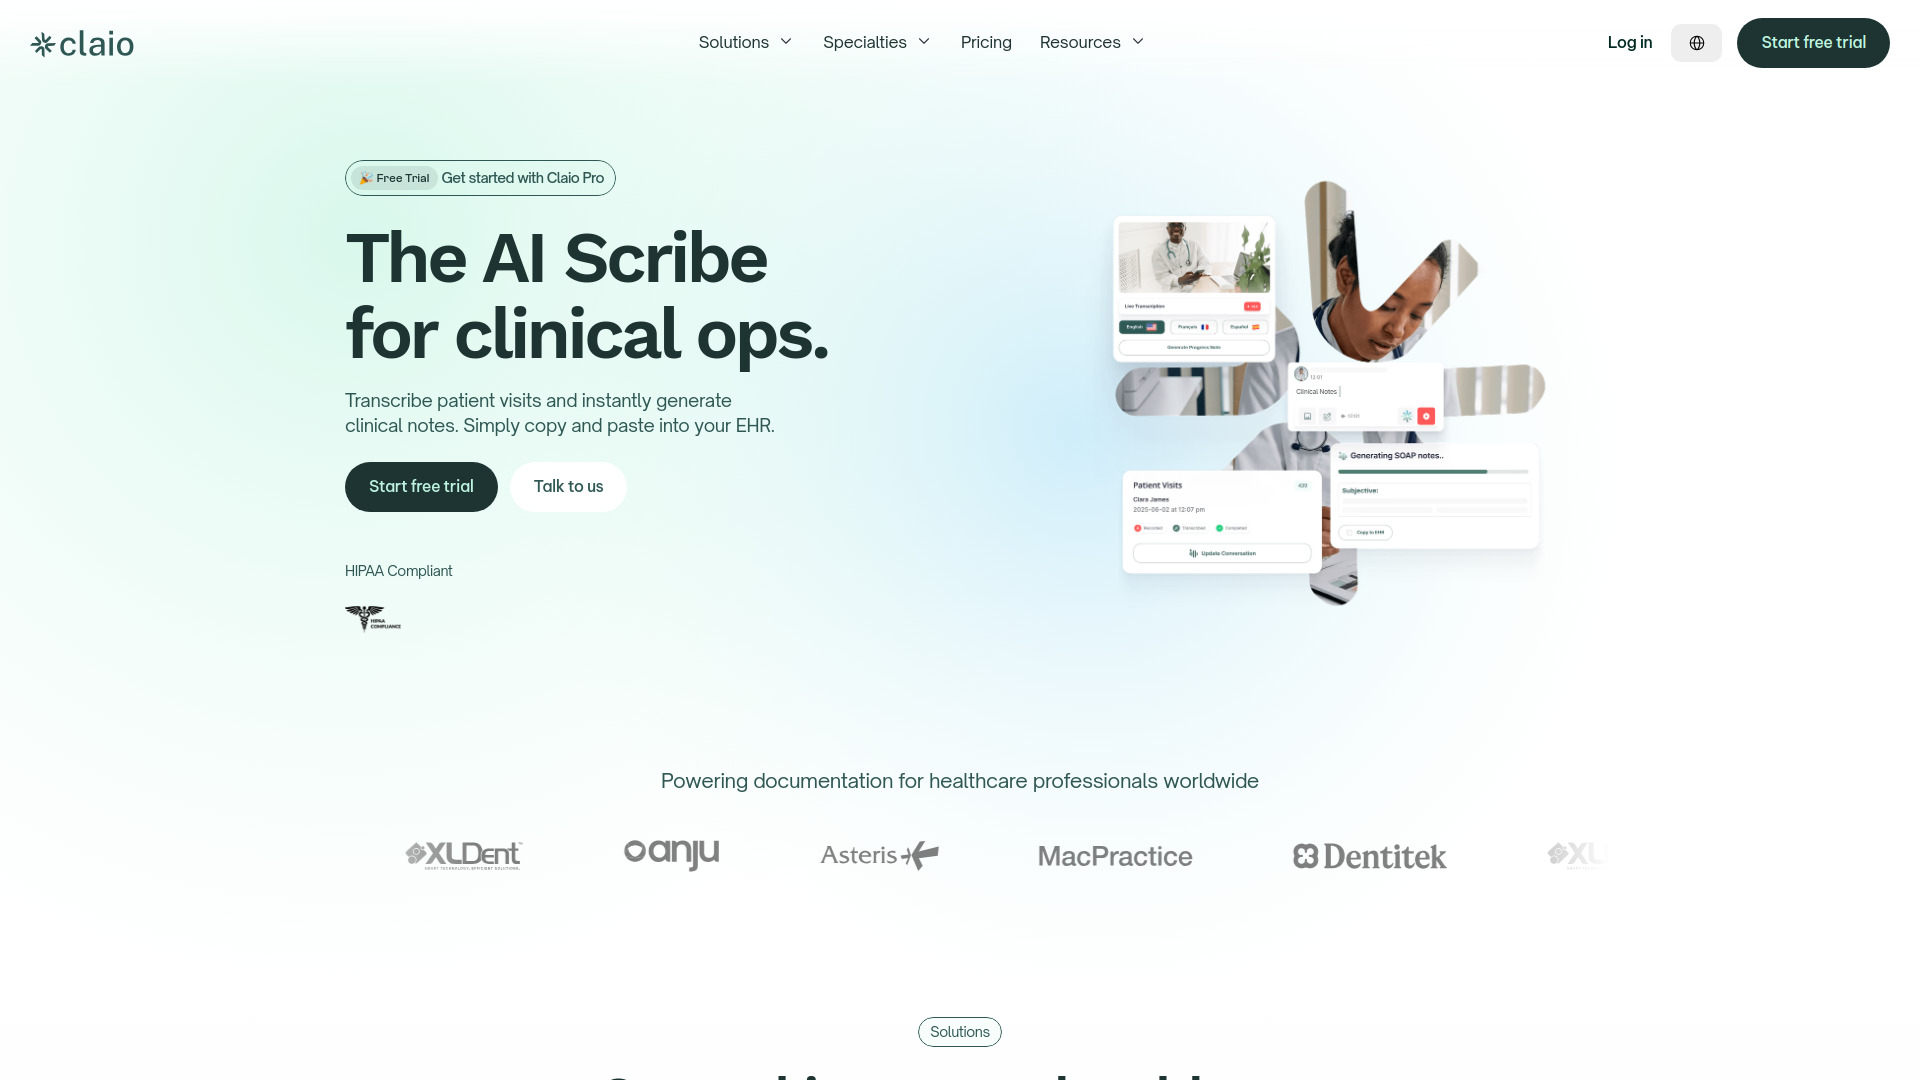 claio
Solutions
Specialties
Pricing
Resources
Log in
Start free trial
🎉 Free Trial Get started with Claio Pro
The AI Scribe
for clinical ops.
Transcribe patient visits and instantly generate
clinical notes. Simply copy and paste into your EHR.
Start free trial
Talk to us
HIPAA Compliant
HIPAA
COMPLIANCE
Live Transcription
English
Français
Español
Generate Progress Note
12:01
Clinical Notes
Generating SOAP notes..
Subjective:
Copy to EHR
Patient Visits
Clara James
2025-06-02 at 12:07 pm
Recorded
Transcribed
Completed
Update Conversation
Powering documentation for healthcare professionals worldwide
XLDent™
SMART TECHNOLOGY, EFFICIENT SOLUTIONS.
anju
Asteris
MacPractice
Dentitek
XL
Solutions